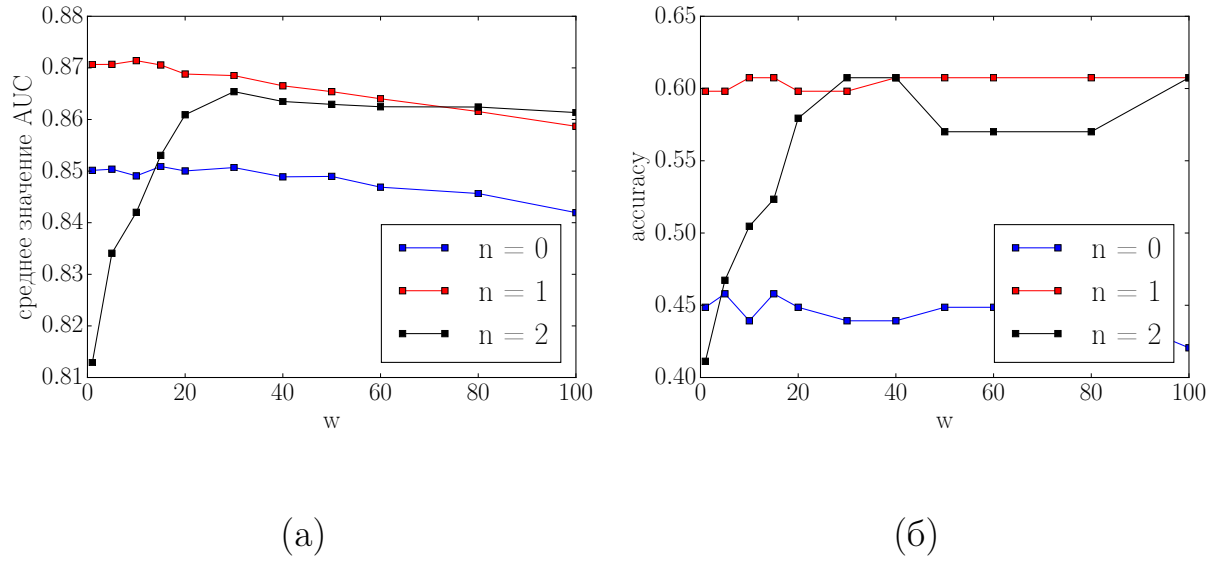 0.88
0.87
0.86
0.85
0.84
0.83
0.82
0.81
среднее значение AUC
0 20 40 60 80 100
w
n = 0
n = 1
n = 2
0.65
0.60
0.55
0.50
0.45
0.40
accuracy
0 20 40 60 80 100
w
n = 0
n = 1
n = 2
(а)
(б)